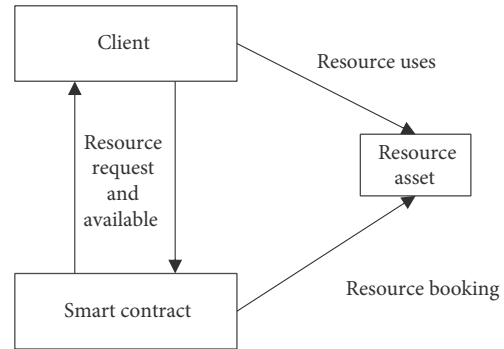 Client
Resource uses
Resource
request
and
available
Resource
asset
Resource booking
Smart contract